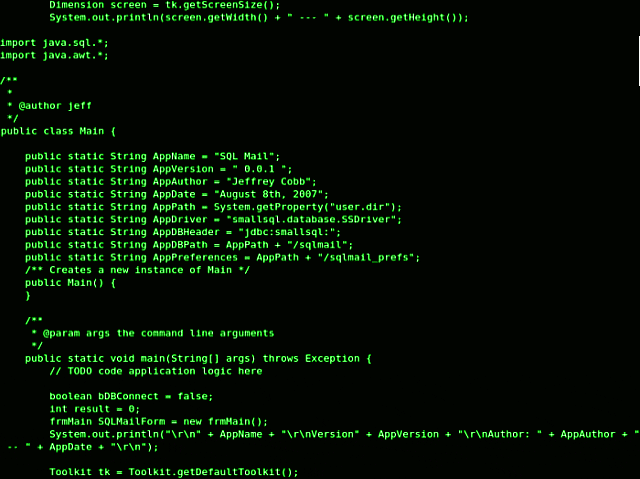 Dimension screen = tk.getScreenSize();
System.out.println(screen.getWidth() + " --- " + screen.getHeight());
import java.sql.*;
import java.awt.*;
/**
*
* @author jeff
*/
public class Main {
public static String AppName = "SQL Mail";
public static String AppVersion = " 0.0.1 ";
public static String AppAuthor = "Jeffrey Cobb";
public static String AppDate = "August 8th, 2007";
public static String AppPath = System.getProperty("user.dir");
public static String AppDriver = "smallsql.database.SSDriver";
public static String AppDBHeader = "jdbc:smallsql:";
public static String AppDBPath = AppPath + "/sqlmail";
public static String AppPreferences = AppPath + "/sqlmail_prefs";
/** Creates a new instance of Main */
public Main() {
}
/**
* @param args the command line arguments
*/
public static void main(String[] args) throws Exception {
// TODO code application logic here
boolean bDBConnect = false;
int result = 0;
frmMain SQLMailForm = new frmMain();
System.out.println("\r\n" + AppName + "\r\nVersion" + AppVersion + "\r\nAuthor: " + AppAuthor + "
-- " + AppDate + "\r\n");
Toolkit tk = Toolkit.getDefaultToolkit();